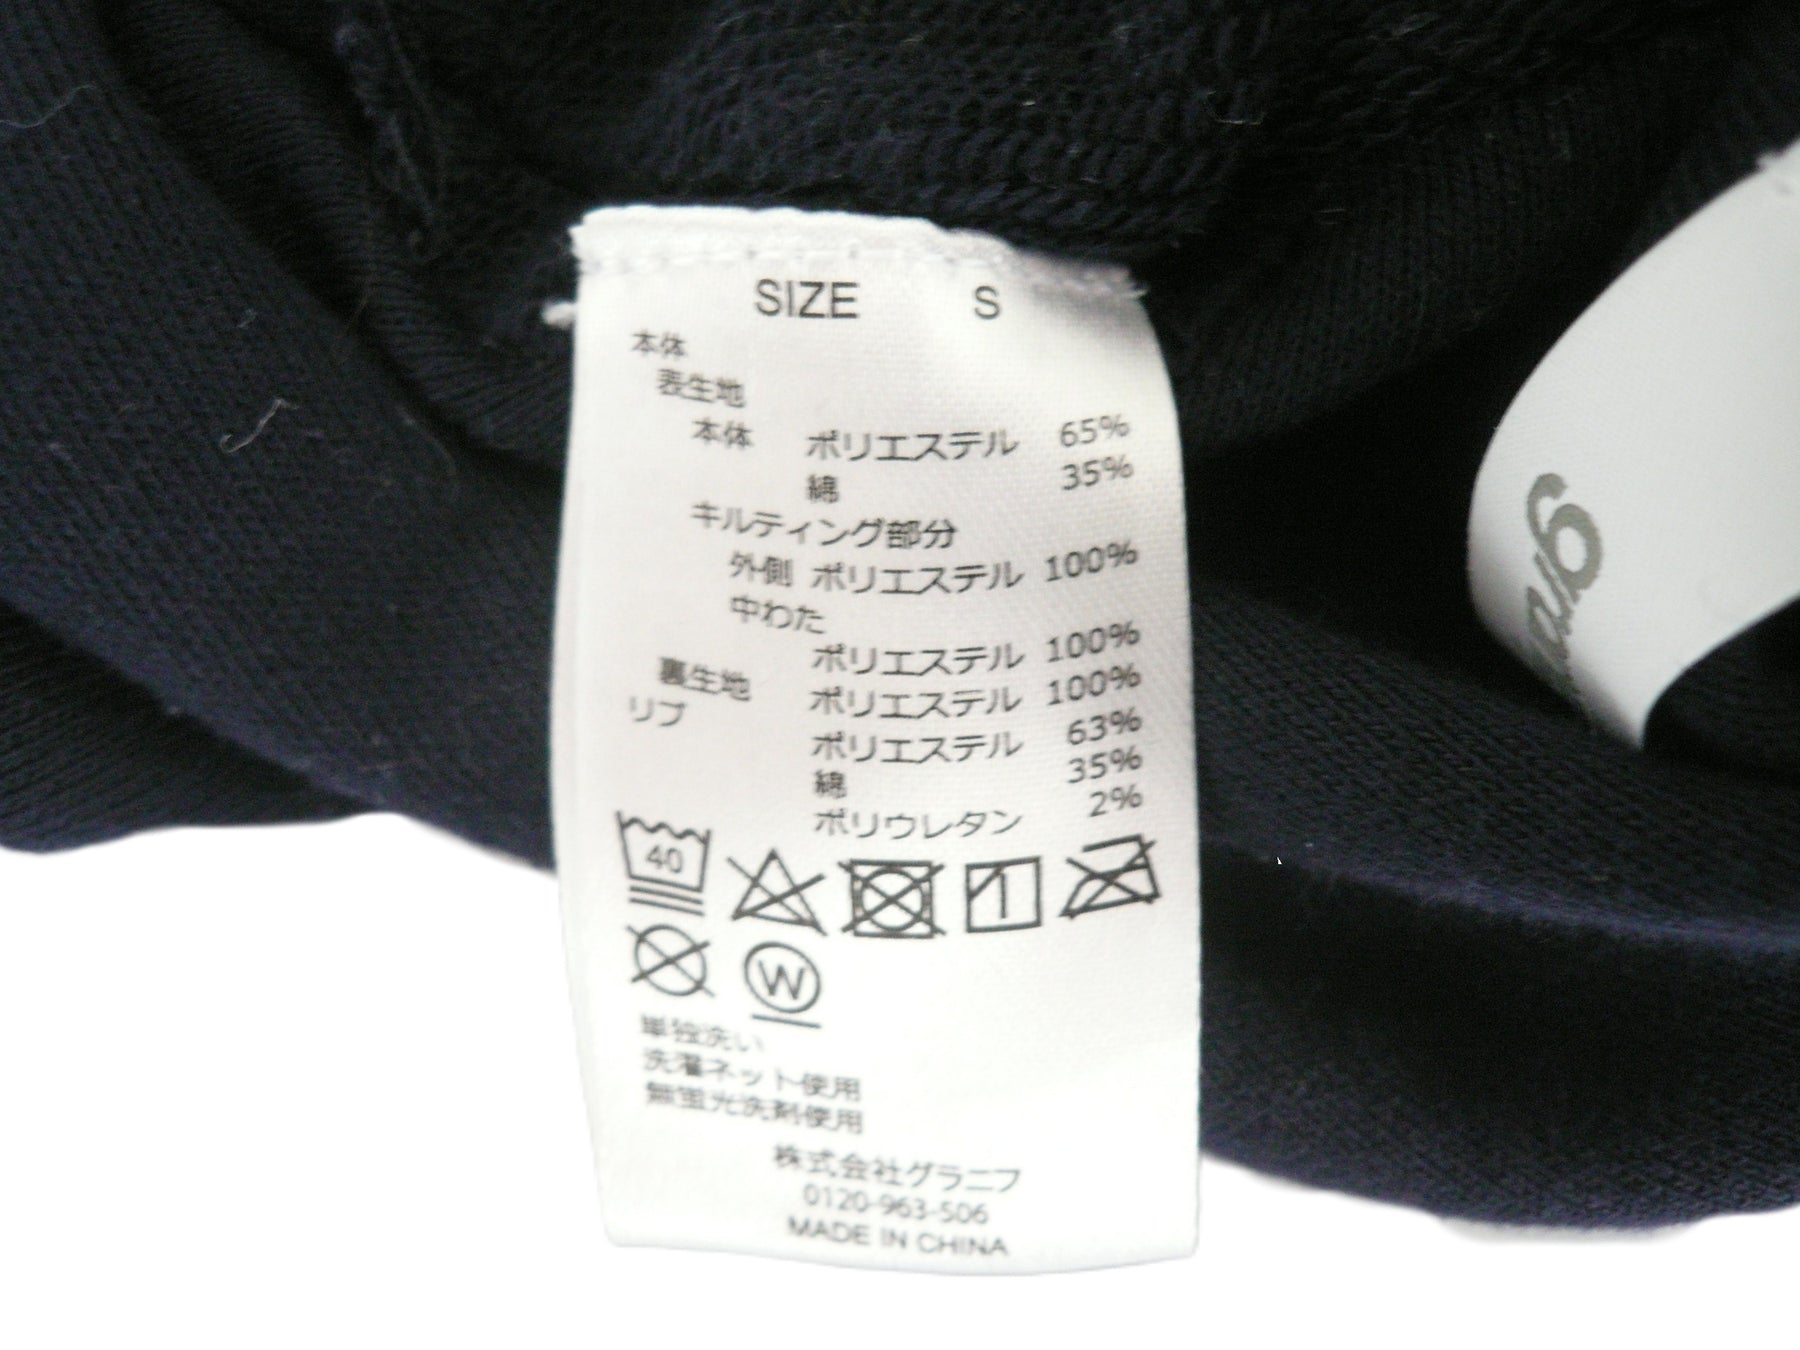 SIZE S
本体
表生地
本体 ポリエステル 65%
綿 35%
キルティング部分
外側 ポリエステル 100%
中わた
ポリエステル 100%
裏生地 ポリエステル 100%
リブ ポリエステル 63%
綿 35%
ポリウレタン 2%
40
W
単独洗い
洗濯ネット使用
無蛍光洗剤使用
株式会社グラニフ
0120-963-506
MADE IN CHINA
gra